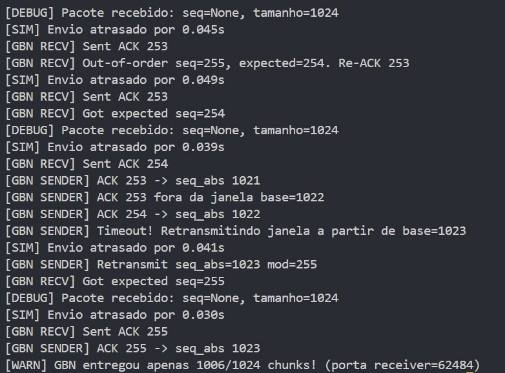 [DEBUG] Pacote recebido: seq=None, tamanho=1024
[SIM] Envio atrasado por 0.045s
[GBN RECV] Sent ACK 253
[GBN RECV] Out-of-order seq=255, expected=254. Re-ACK 253
[SIM] Envio atrasado por 0.049s
[GBN RECV] Sent ACK 253
[GBN RECV] Got expected seq=254
[DEBUG] Pacote recebido: seq=None, tamanho=1024
[SIM] Envio atrasado por 0.039s
[GBN RECV] Sent ACK 254
[GBN SENDER] ACK 253 -> seq_abs 1021
[GBN SENDER] ACK 253 fora da janela base=1022
[GBN SENDER] ACK 254 -> seq_abs 1022
[GBN SENDER] Timeout! Retransmitindo janela a partir de base=1023
[SIM] Envio atrasado por 0.041s
[GBN SENDER] Retransmit seq_abs=1023 mod=255
[GBN RECV] Got expected seq=255
[DEBUG] Pacote recebido: seq=None, tamanho=1024
[SIM] Envio atrasado por 0.030s
[GBN RECV] Sent ACK 255
[GBN SENDER] ACK 255 -> seq_abs 1023
[WARN] GBN entregou apenas 1006/1024 chunks! (porta receiver=62484)